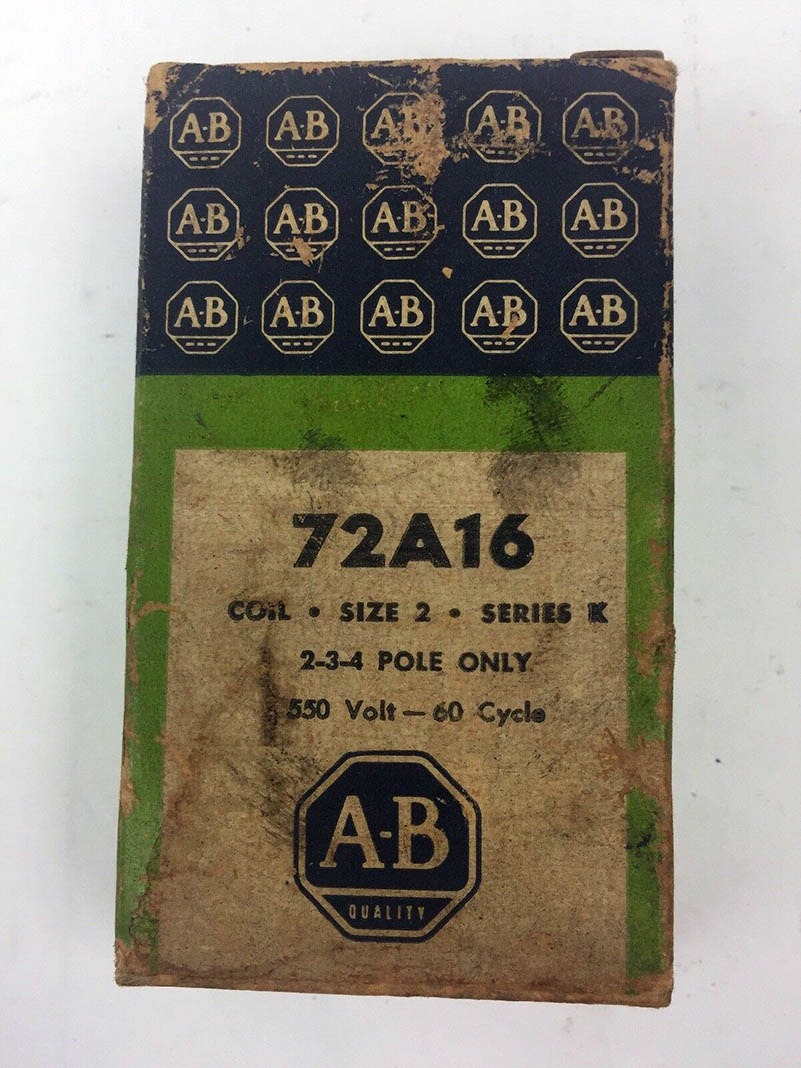 A-B A-B A-B A-B A-B
A-B A-B A-B A-B A-B
A-B A-B A-B A-B A-B
72A16
COIL • SIZE 2 • SERIES K
2-3-4 POLE ONLY
550 Volt — 60 Cycle
A-B
QUALITY